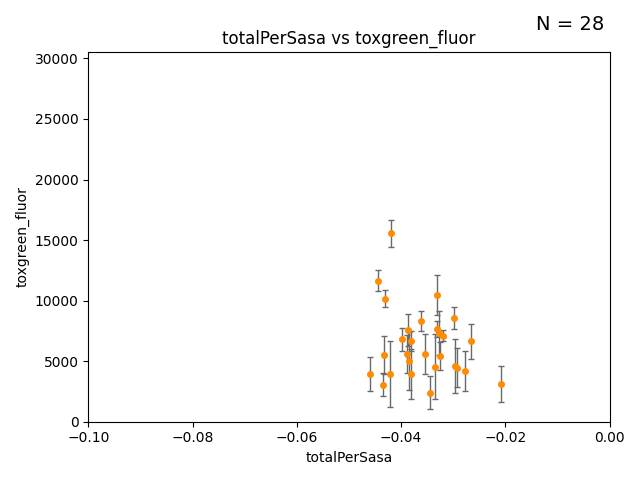 N = 28
totalPerSasa vs toxgreen_fluor
30000
25000
20000
15000
10000
5000
0
toxgreen_fluor
−0.10 −0.08 −0.06 −0.04 −0.02 0.00
totalPerSasa